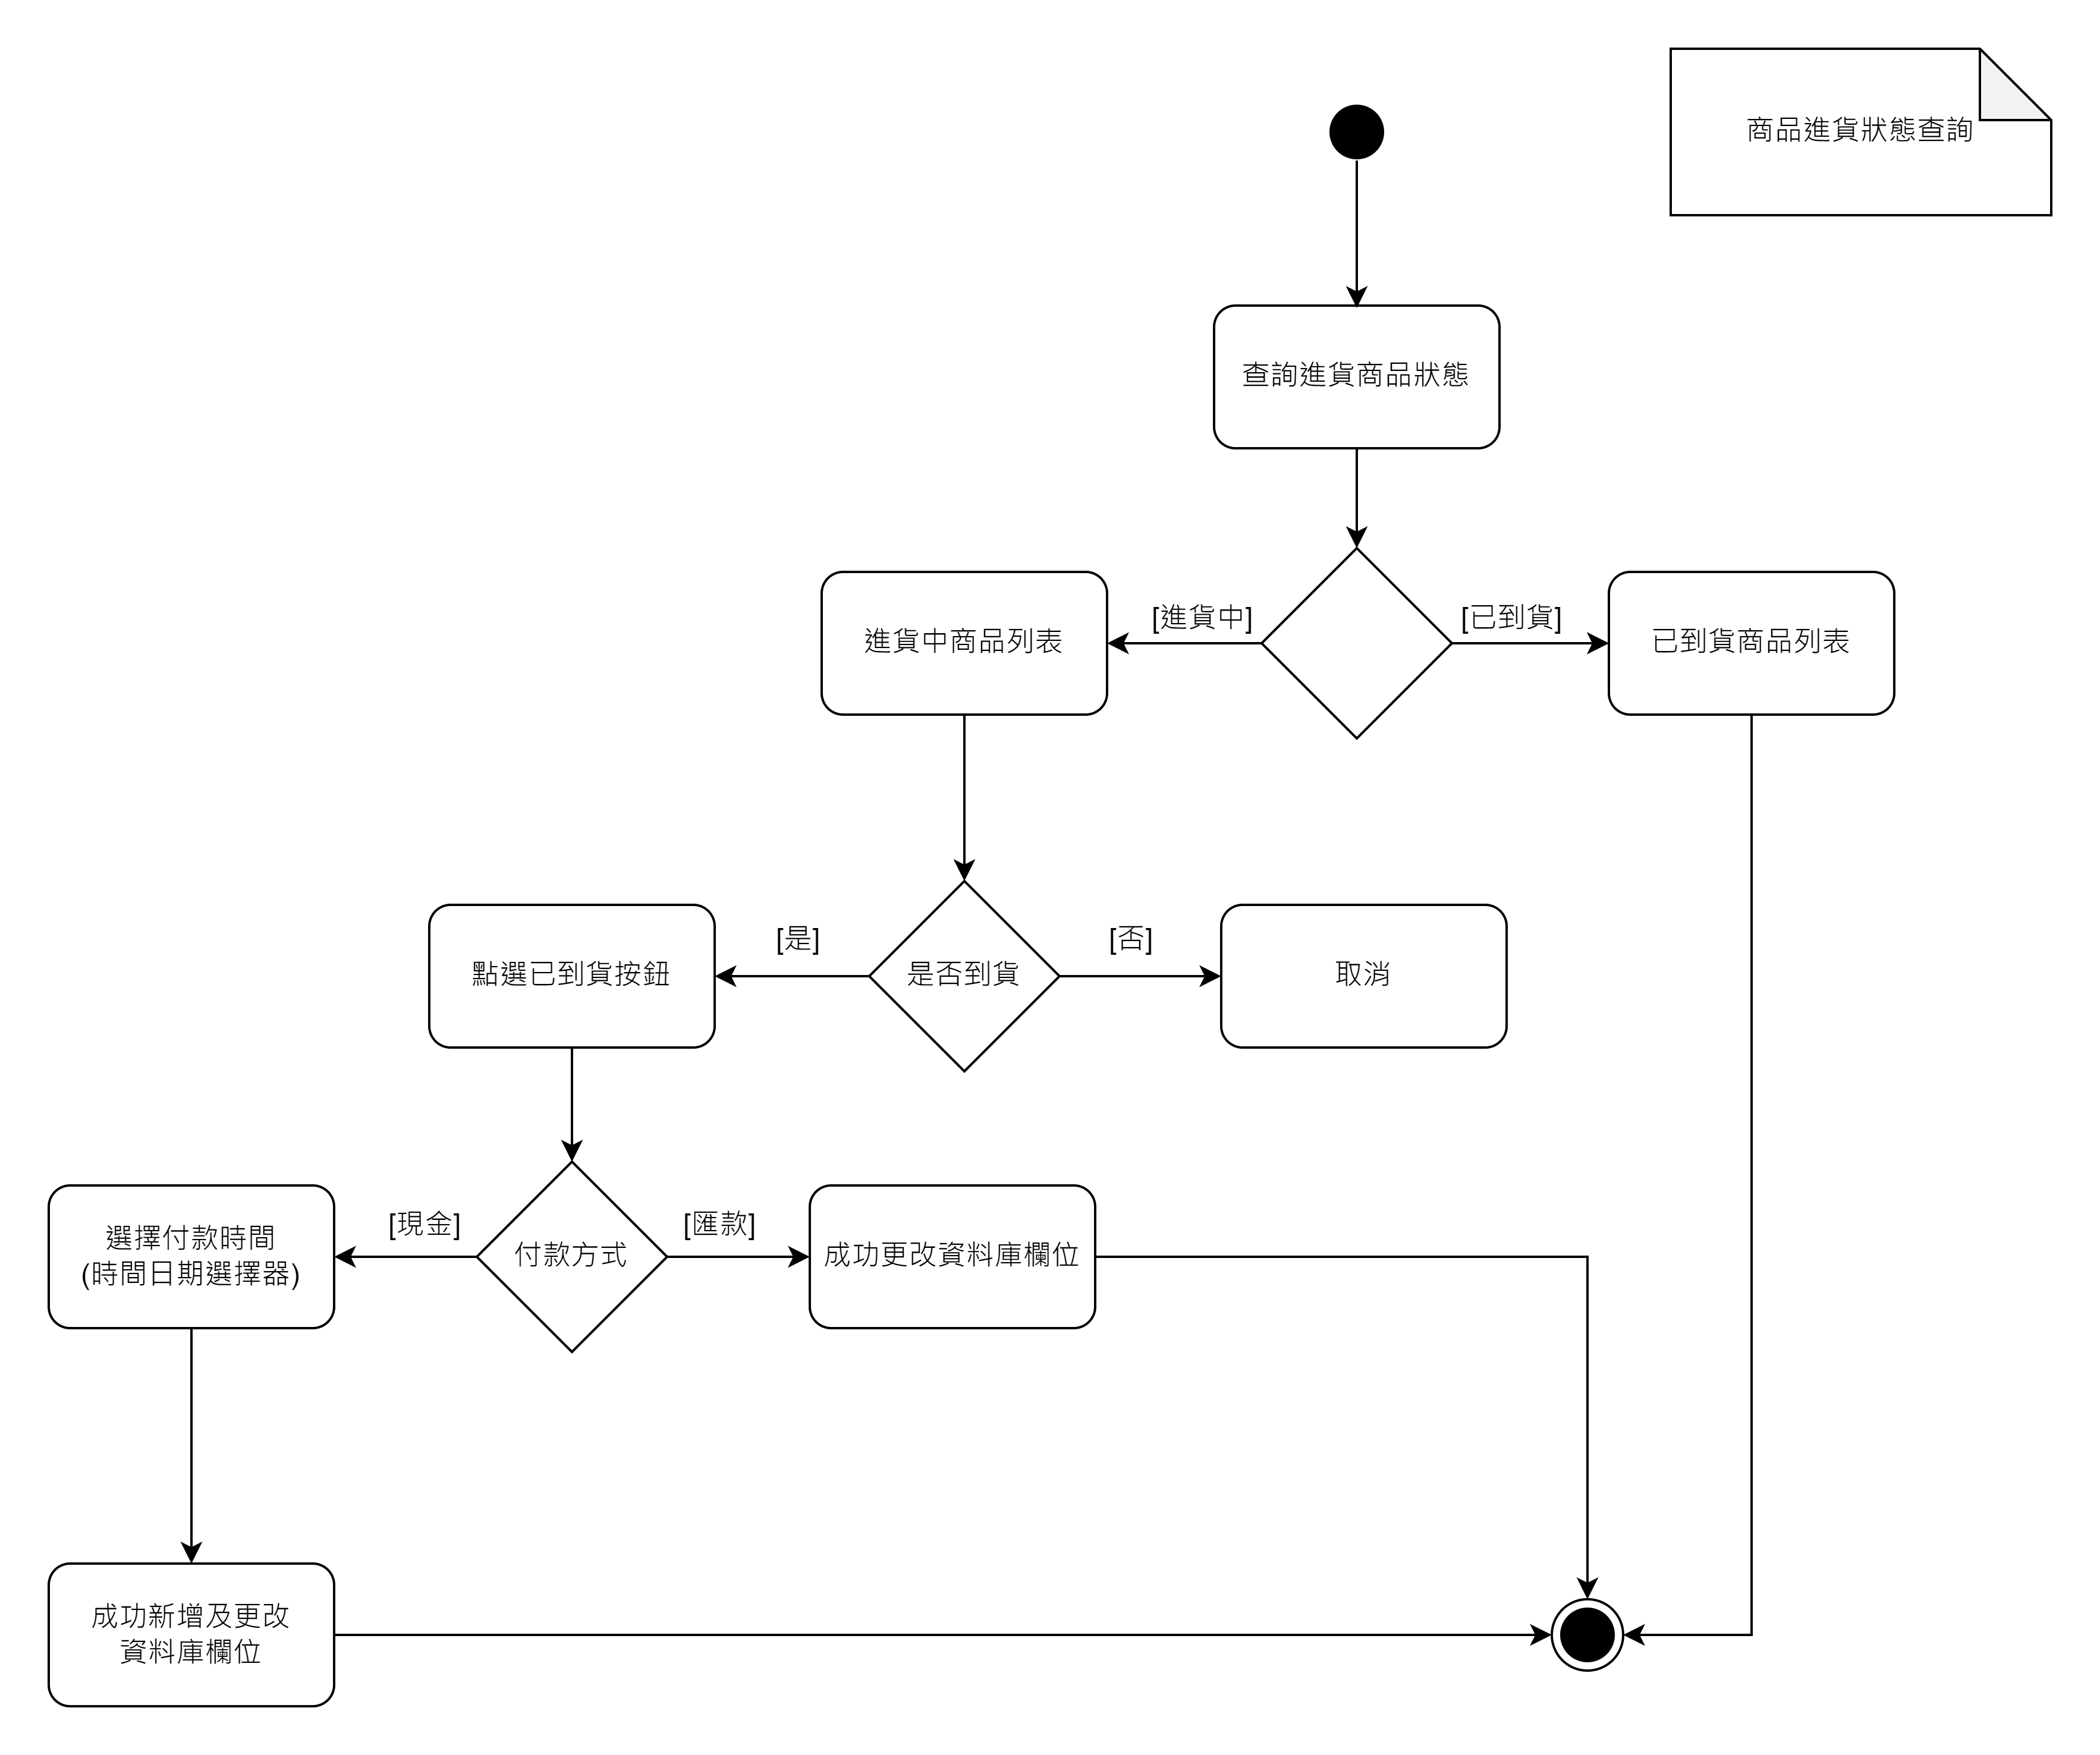 商品進貨狀態查詢
查詢進貨商品狀態
[進貨中]
[已到貨]
進貨中商品列表
已到貨商品列表
[是]
[否]
點選已到貨按鈕
是否到貨
取消
[現金]
[匯款]
選擇付款時間
(時間日期選擇器)
付款方式
成功更改資料庫欄位
成功新增及更改
資料庫欄位